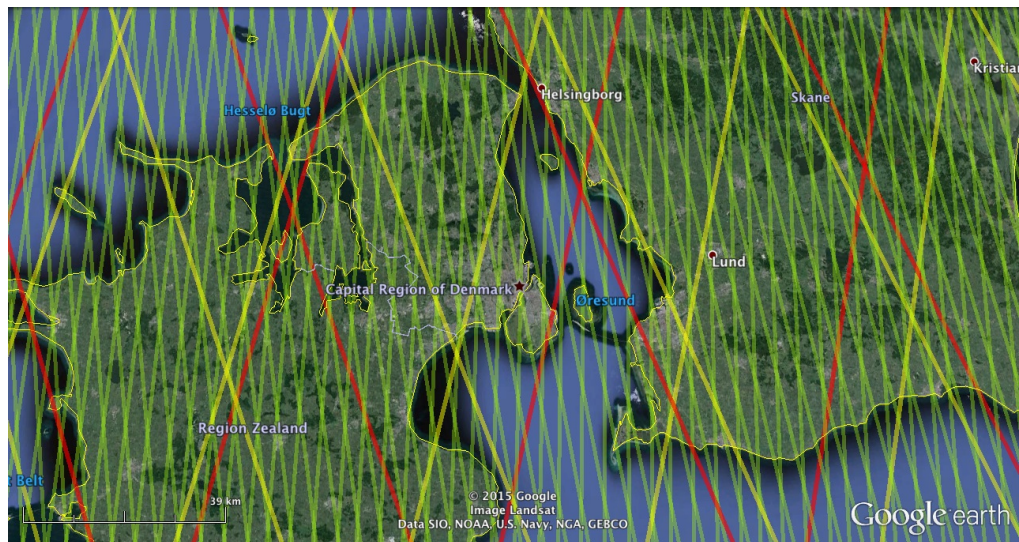 Kristian
Helsingborg
Skane
Hesselø Bugt
Lund
Capital Region of Denmark
Øresund
Region Zealand
t Belt
39 km
© 2015 Google
Image Landsat
Data SIO, NOAA, U.S. Navy, NGA, GEBCO
Google earth